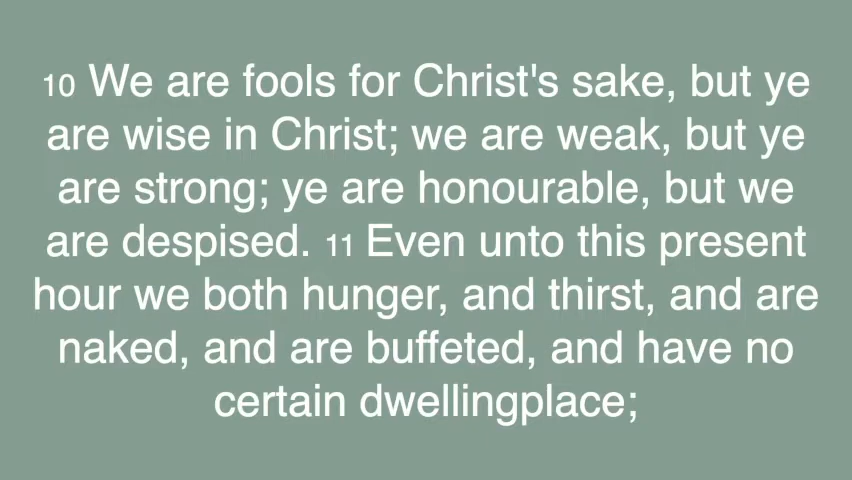 10 We are fools for Christ's sake, but ye
are wise in Christ; we are weak, but ye
are strong; ye are honourable, but we
are despised. 11 Even unto this present
hour we both hunger, and thirst, and are
naked, and are buffeted, and have no
certain dwellingplace;